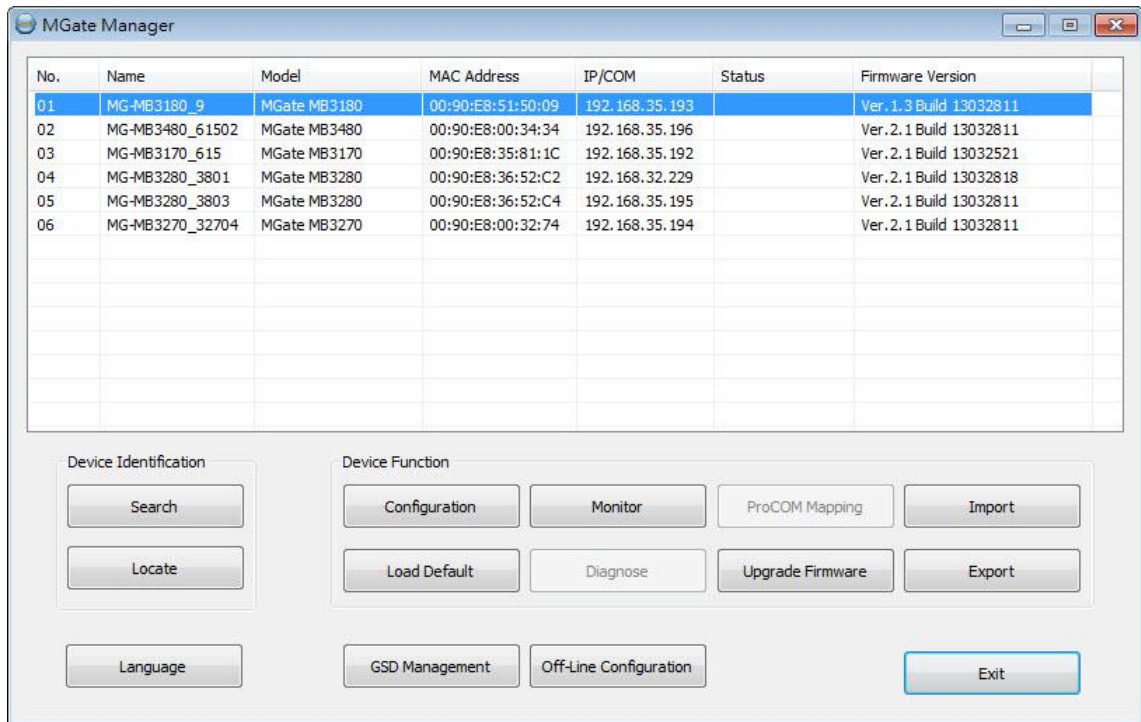 MGate Manager
No. Name Model MAC Address IP/COM Status Firmware Version
01 MG-MB3180_9 MGate MB3180 00:90:E8:51:50:09 192.168.35.193 Ver.1.3 Build 13032811
02 MG-MB3480_61502 MGate MB3480 00:90:E8:00:34:34 192.168.35.196 Ver.2.1 Build 13032811
03 MG-MB3170_615 MGate MB3170 00:90:E8:35:81:1C 192.168.35.192 Ver.2.1 Build 13032521
04 MG-MB3280_3801 MGate MB3280 00:90:E8:36:52:C2 192.168.32.229 Ver.2.1 Build 13032818
05 MG-MB3280_3803 MGate MB3280 00:90:E8:36:52:C4 192.168.35.195 Ver.2.1 Build 13032811
06 MG-MB3270_32704 MGate MB3270 00:90:E8:00:32:74 192.168.35.194 Ver.2.1 Build 13032811
Device Identification Device Function
Search Configuration Monitor ProCOM Mapping Import
Locate Load Default Diagnose Upgrade Firmware Export
Language GSD Management Off-Line Configuration Exit